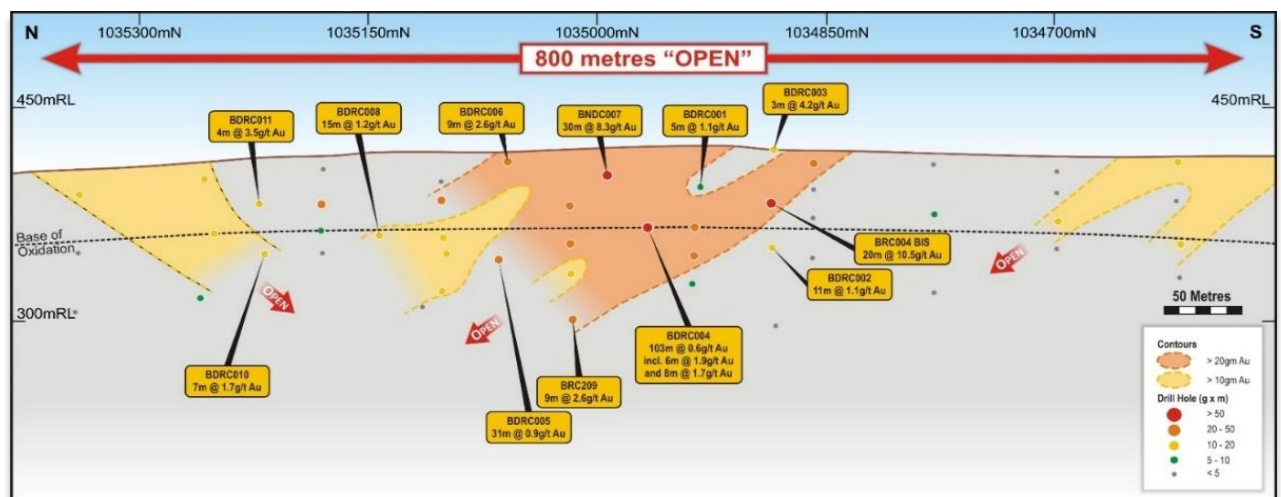 N
1035300mN
1035150mN
1035000mN
1034850mN
1034700mN
S
800 metres “OPEN”
450mRL
450mRL
BDRC011
4m @ 3.5g/t Au
BDRC008
15m @ 1.2g/t Au
BDRC006
9m @ 2.6g/t Au
BNDC007
30m @ 8.3g/t Au
BDRC001
5m @ 1.1g/t Au
BDRC003
3m @ 4.2g/t Au
Base of
Oxidation
BRC004 BIS
20m @ 10.5g/t Au
BDRC002
11m @ 1.1g/t Au
OPEN
OPEN
OPEN
300mRL
50 Metres
BDRC004
103m @ 0.6g/t Au
incl. 6m @ 1.9g/t Au
and 8m @ 1.7g/t Au
BDRC010
7m @ 1.7g/t Au
BRC209
9m @ 2.6g/t Au
BDRC005
31m @ 0.9g/t Au
Contours
> 20gm Au
> 10gm Au
Drill Hole (g x m)
> 50
20 - 50
10 - 20
5 - 10
< 5